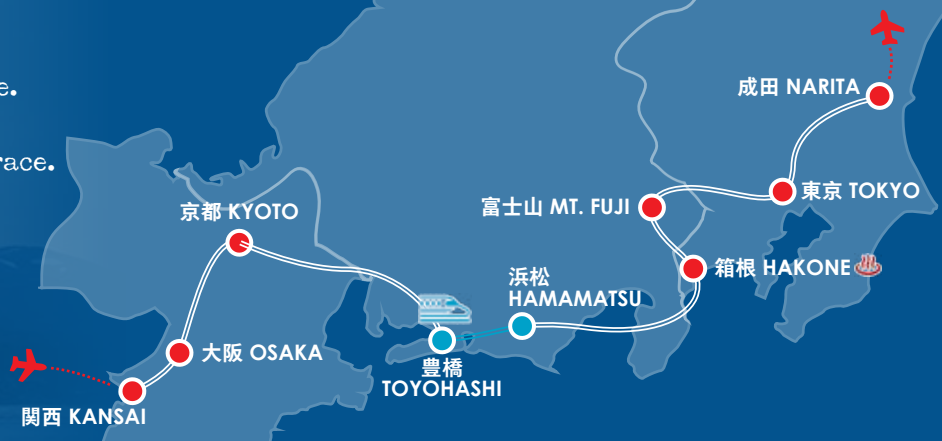 成田 NARITA
東京 TOKYO
富士山 MT. FUJI
箱根 HAKONE
浜松
HAMAMATSU
京都 KYOTO
豊橋
TOYOHASHI
大阪 OSAKA
関西 KANSAI